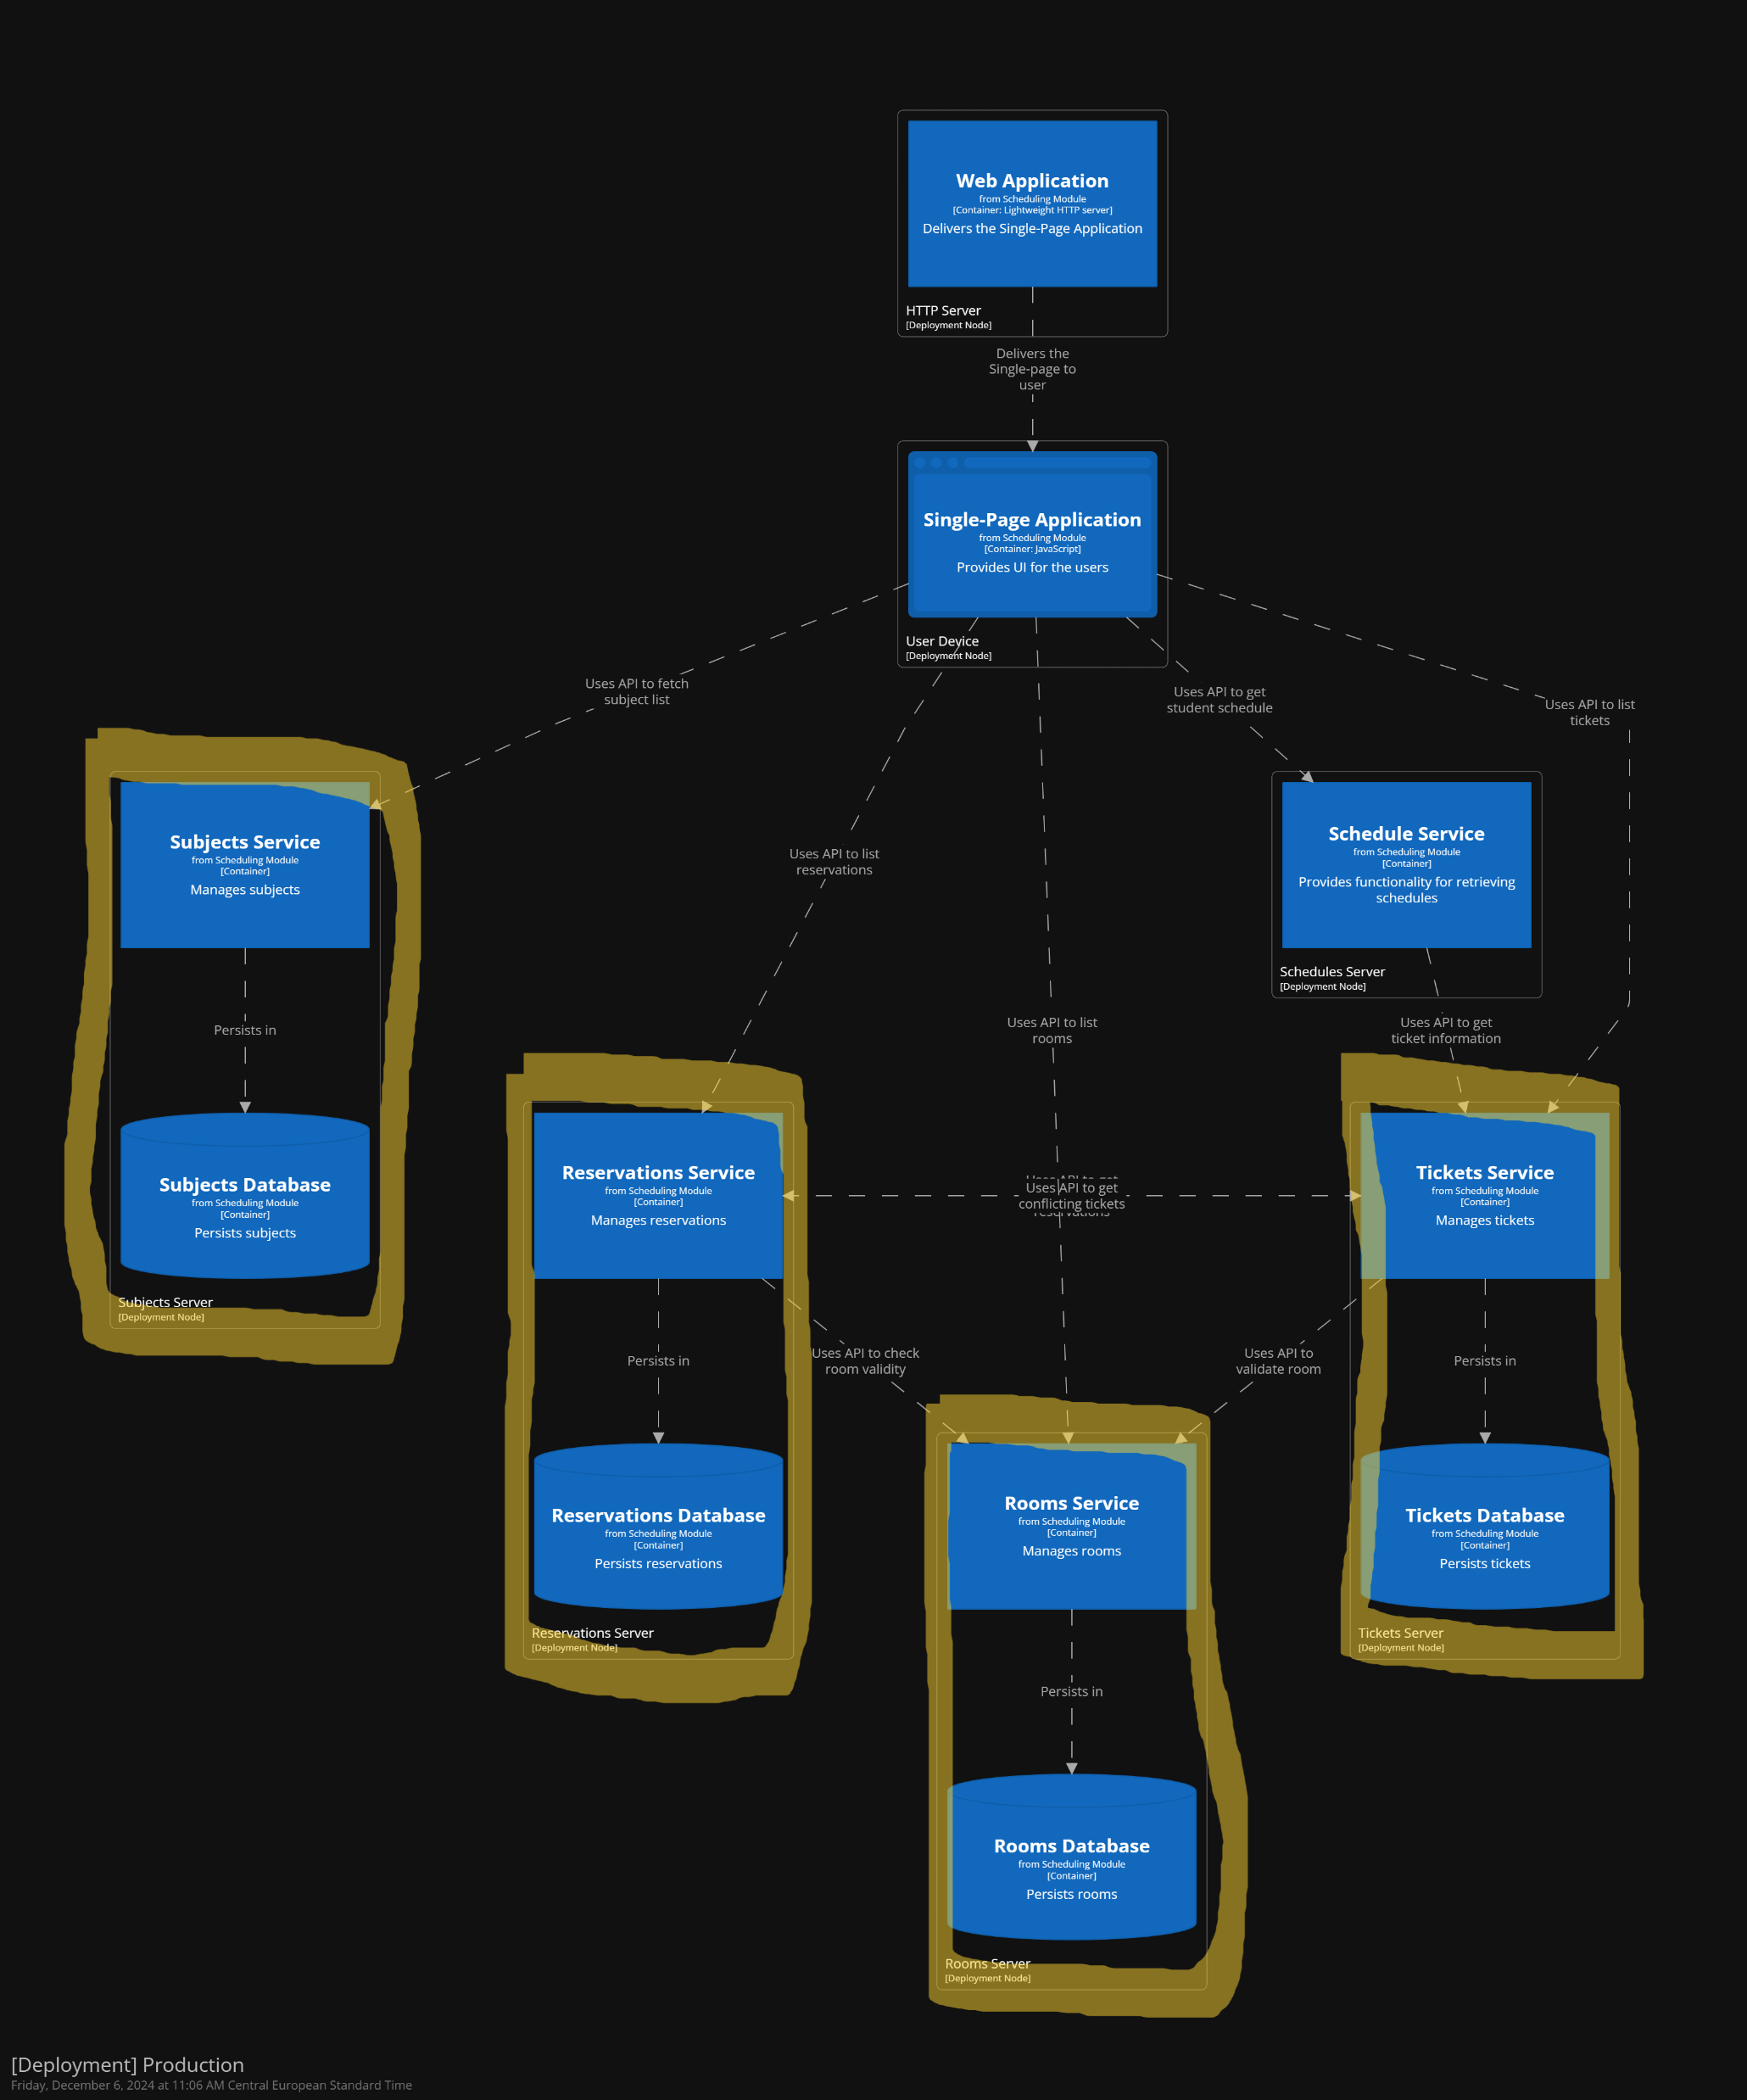 Web Application
from Scheduling Module
[Container: Lightweight HTTP server]
Delivers the Single-Page Application
HTTP Server
[Deployment Node]
Delivers the
Single-page to
user
Single-Page Application
from Scheduling Module
[Container: JavaScript]
Provides UI for the users
User Device
[Deployment Node]
Uses API to fetch
subject list
Uses API to get
student schedule
Uses API to list
tickets
Subjects Service
from Scheduling Module
[Container]
Manages subjects
Schedule Service
from Scheduling Module
[Container]
Provides functionality for retrieving
schedules
Schedules Server
[Deployment Node]
Uses API to list
reservations
Persists in
Uses API to list
rooms
Uses API to get
ticket information
Subjects Database
from Scheduling Module
[Container]
Persists subjects
Subjects Server
[Deployment Node]
Reservations Service
from Scheduling Module
[Container]
Manages reservations
Uses API to get
conflicting tickets
reservations
Tickets Service
from Scheduling Module
[Container]
Manages tickets
Persists in
Uses API to check
room validity
Uses API to
validate room
Persists in
Reservations Database
from Scheduling Module
[Container]
Persists reservations
Reservations Server
[Deployment Node]
Rooms Service
from Scheduling Module
[Container]
Manages rooms
Tickets Database
from Scheduling Module
[Container]
Persists tickets
Tickets Server
[Deployment Node]
Persists in
Rooms Database
from Scheduling Module
[Container]
Persists rooms
Rooms Server
[Deployment Node]
[Deployment] Production
Friday, December 6, 2024 at 11:06 AM Central European Standard Time